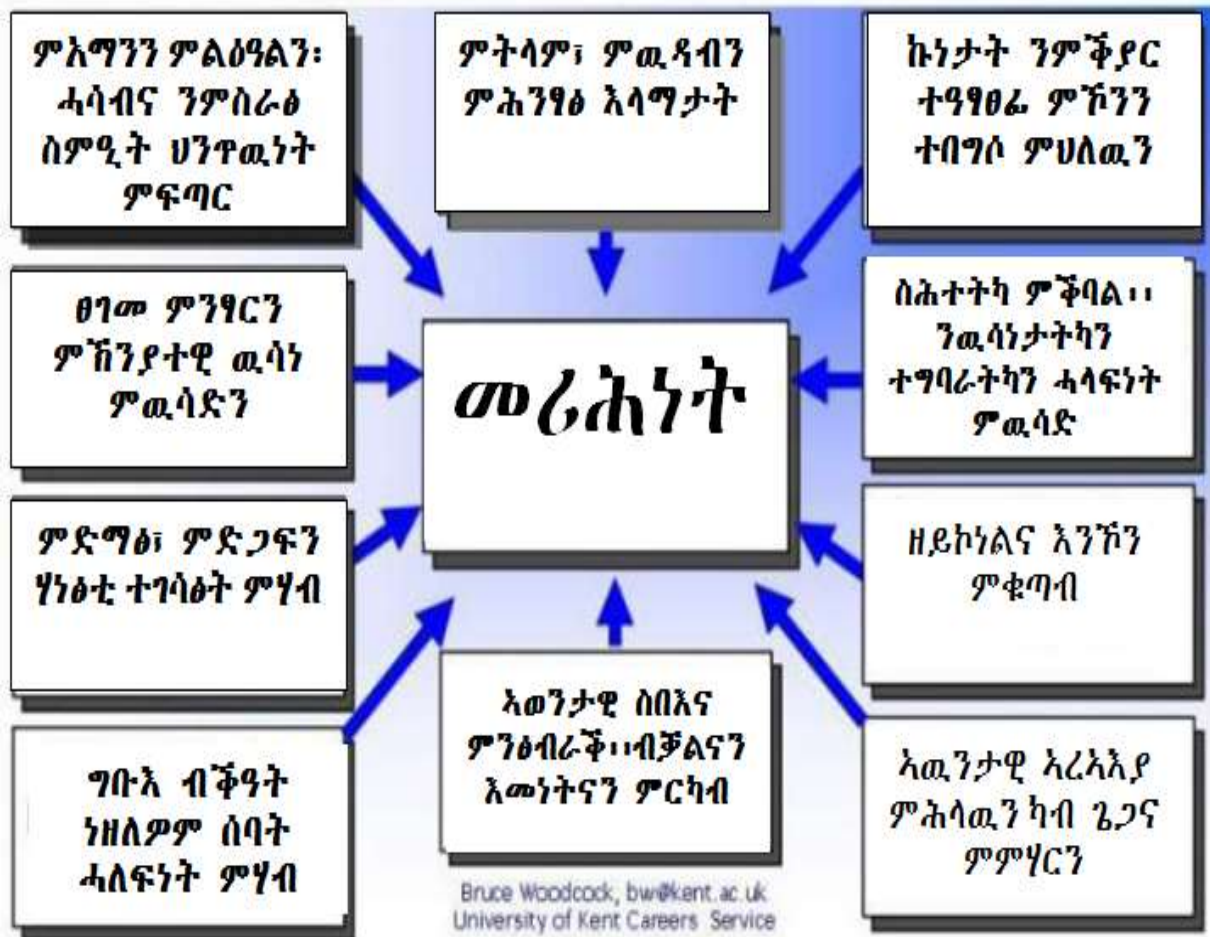 ምእማንን ምልዕዓልን፡
ሓሳብና ንምስራፅ
ስምዒት ህንጥዉነት
ምፍጣር
ምትላም፣ ምዉዳብን
ምሕንፃፅ እላማታት
ኩነታት ንምቕያር
ተዓፃፀፊ ምዃንን
ተበግሶ ምህለዉን
ፀገመ ምንፃርን
ምኽንያተዊ ዉሳነ
ምዉሳድን
መሪሕነት
ስሕተትካ ምቕባል፡፡
ንዉሳነታትካን
ተግባራትካን ሓላፍነት
ምዉሳድ
ምድማፅ፣ ምድጋፍን
ሃነፅቲ ተገሳፅት ምሃብ
ዘይኮነልና እንኾን
ምቁጣብ
ግቡእ ብቕዓት
ነዘለዎም ሰባት
ሓለፍነት ምሃብ
ኣወንታዊ ስበእና
ምንፅብራቕ፡፡ብቓልናን
እመነትናን ምርካብ
ኣዉንታዊ ኣረኣእያ
ምሕላዉን ካብ ጌጋና
ምምሃርን
Bruce Woodcock, bw@kent.ac.uk
University of Kent Careers Service